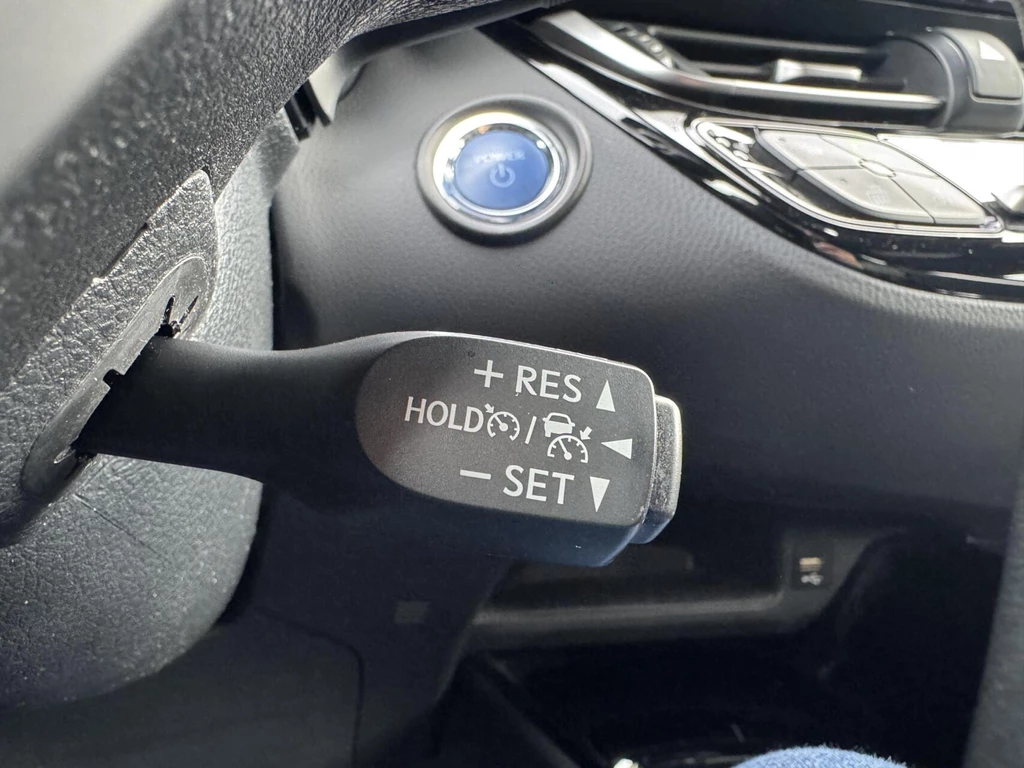 POWER
+ RES
HOLD /
− SET